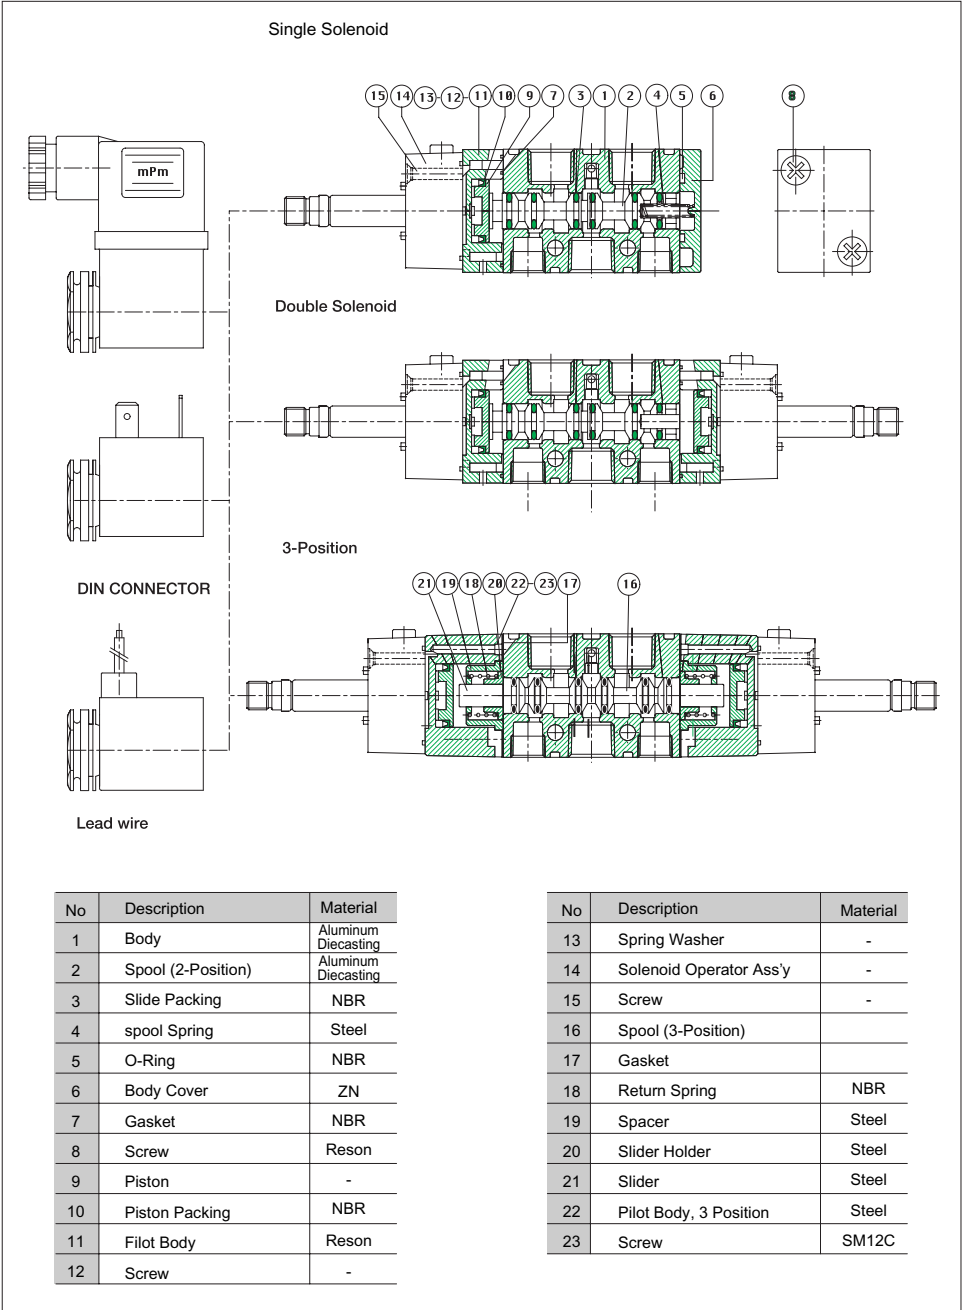 Single Solenoid
15 14 13 12 11 10 9 7 3 1 2 4 5 6 8
mPm
Double Solenoid
3-Position
21 19 18 20 22 23 17 16
DIN CONNECTOR
Lead wire
No Description Material
1 Body Aluminum Diecasting
2 Spool (2-Position) Aluminum Diecasting
3 Slide Packing NBR
4 spool Spring Steel
5 O-Ring NBR
6 Body Cover ZN
7 Gasket NBR
8 Screw Reson
9 Piston -
10 Piston Packing NBR
11 Filot Body Reson
12 Screw -
No Description Material
13 Spring Washer -
14 Solenoid Operator Ass'y -
15 Screw -
16 Spool (3-Position)
17 Gasket
18 Return Spring NBR
19 Spacer Steel
20 Slider Holder Steel
21 Slider Steel
22 Pilot Body, 3 Position Steel
23 Screw SM12C